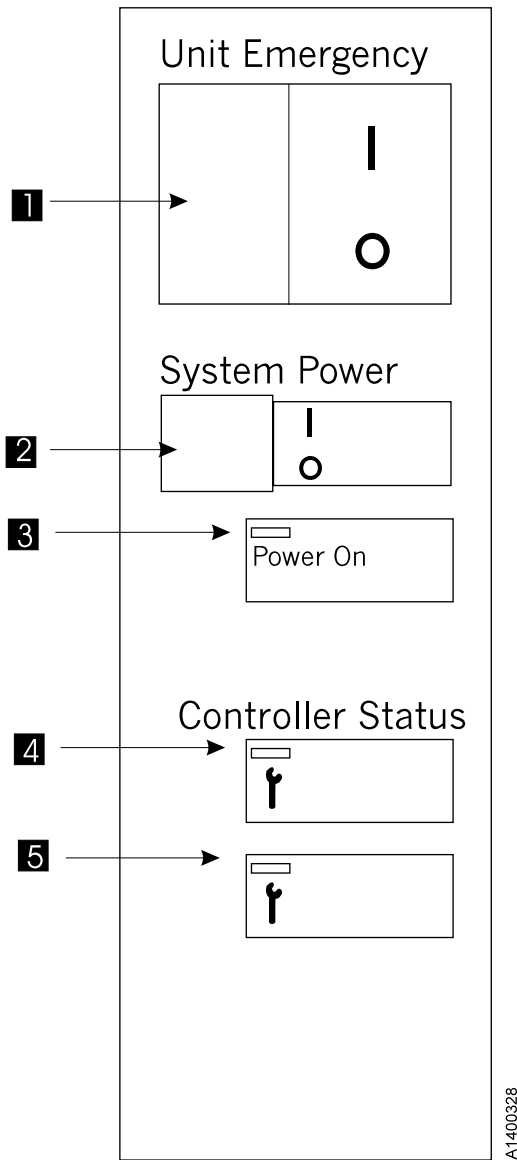 Unit Emergency
1
I
O
System Power
2
I
O
3
Power On
Controller Status
4
5
A1400328